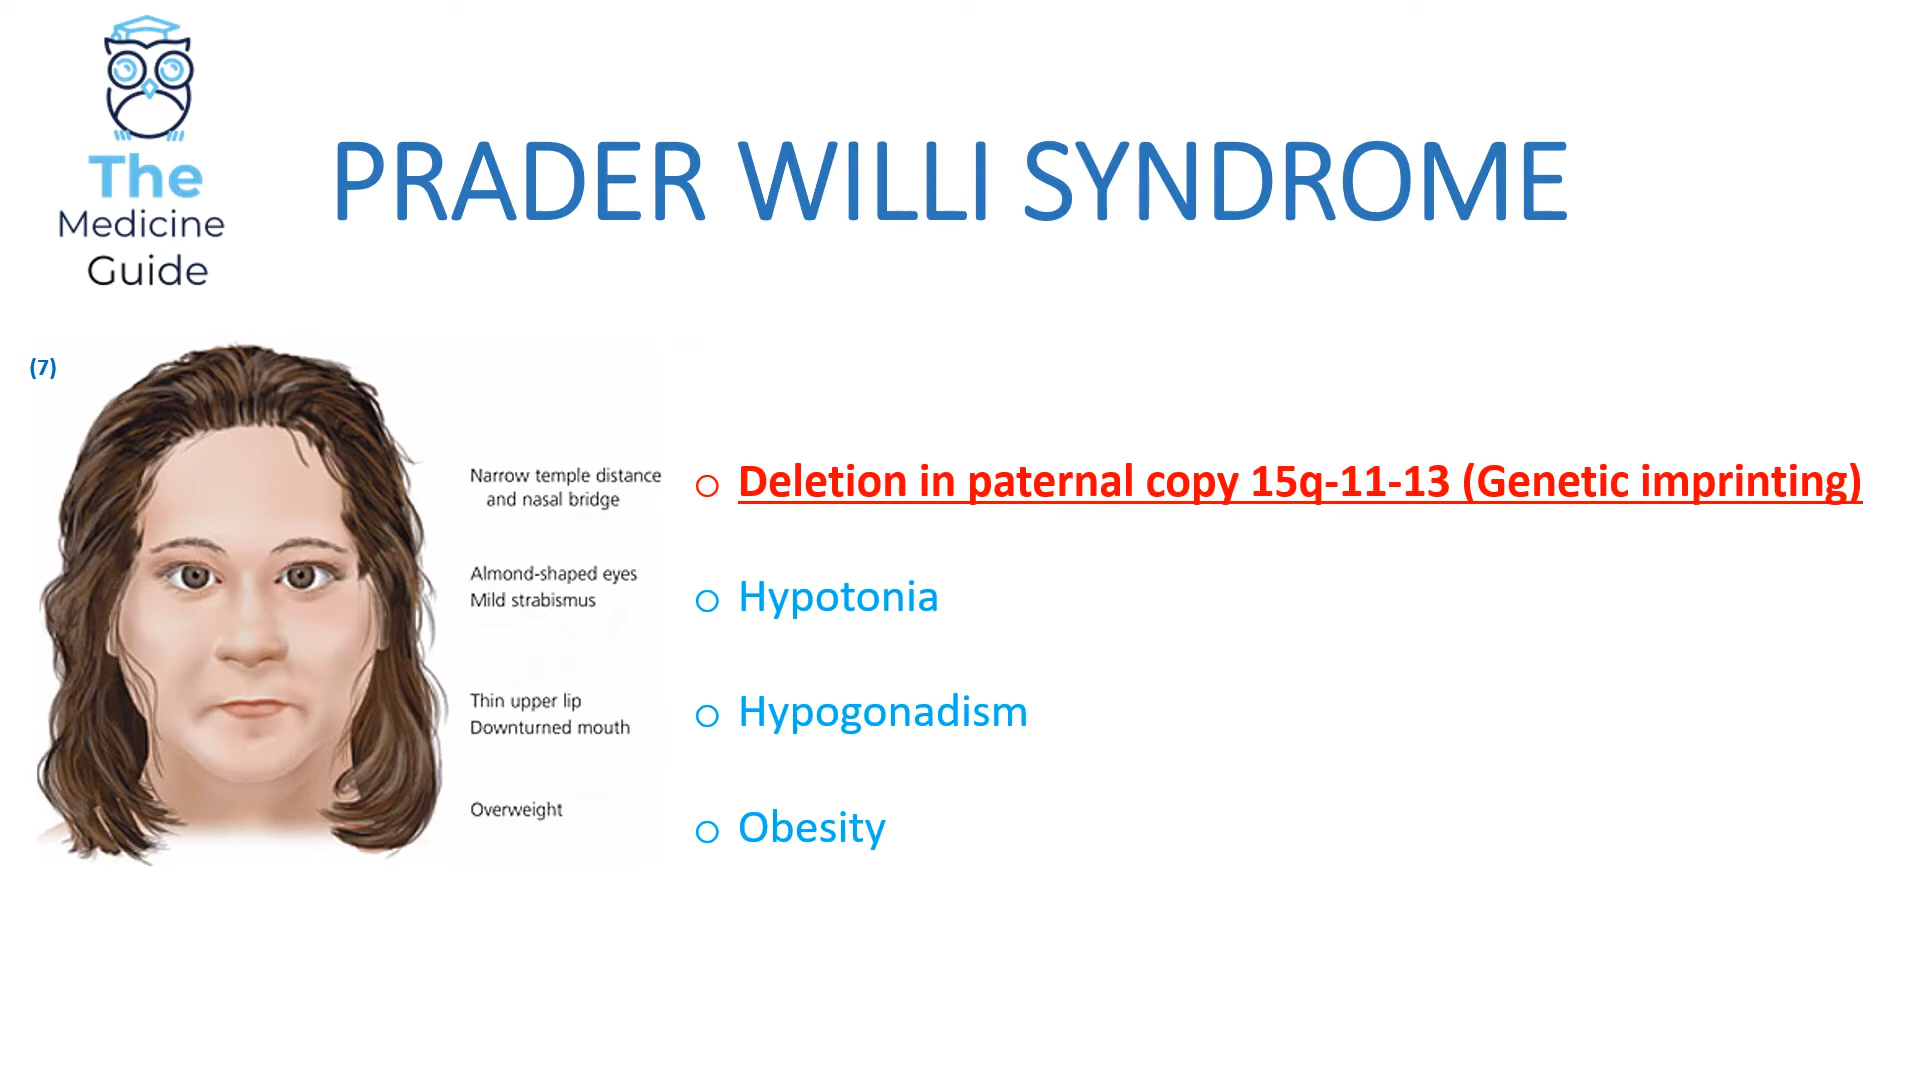 The
Medicine
Guide
PRADER WILLI SYNDROME
(7)
Narrow temple distance
and nasal bridge
Almond-shaped eyes
Mild strabismus
Thin upper lip
Downturned mouth
Overweight
o Deletion in paternal copy 15q-11-13 (Genetic imprinting)
o Hypotonia
o Hypogonadism
o Obesity